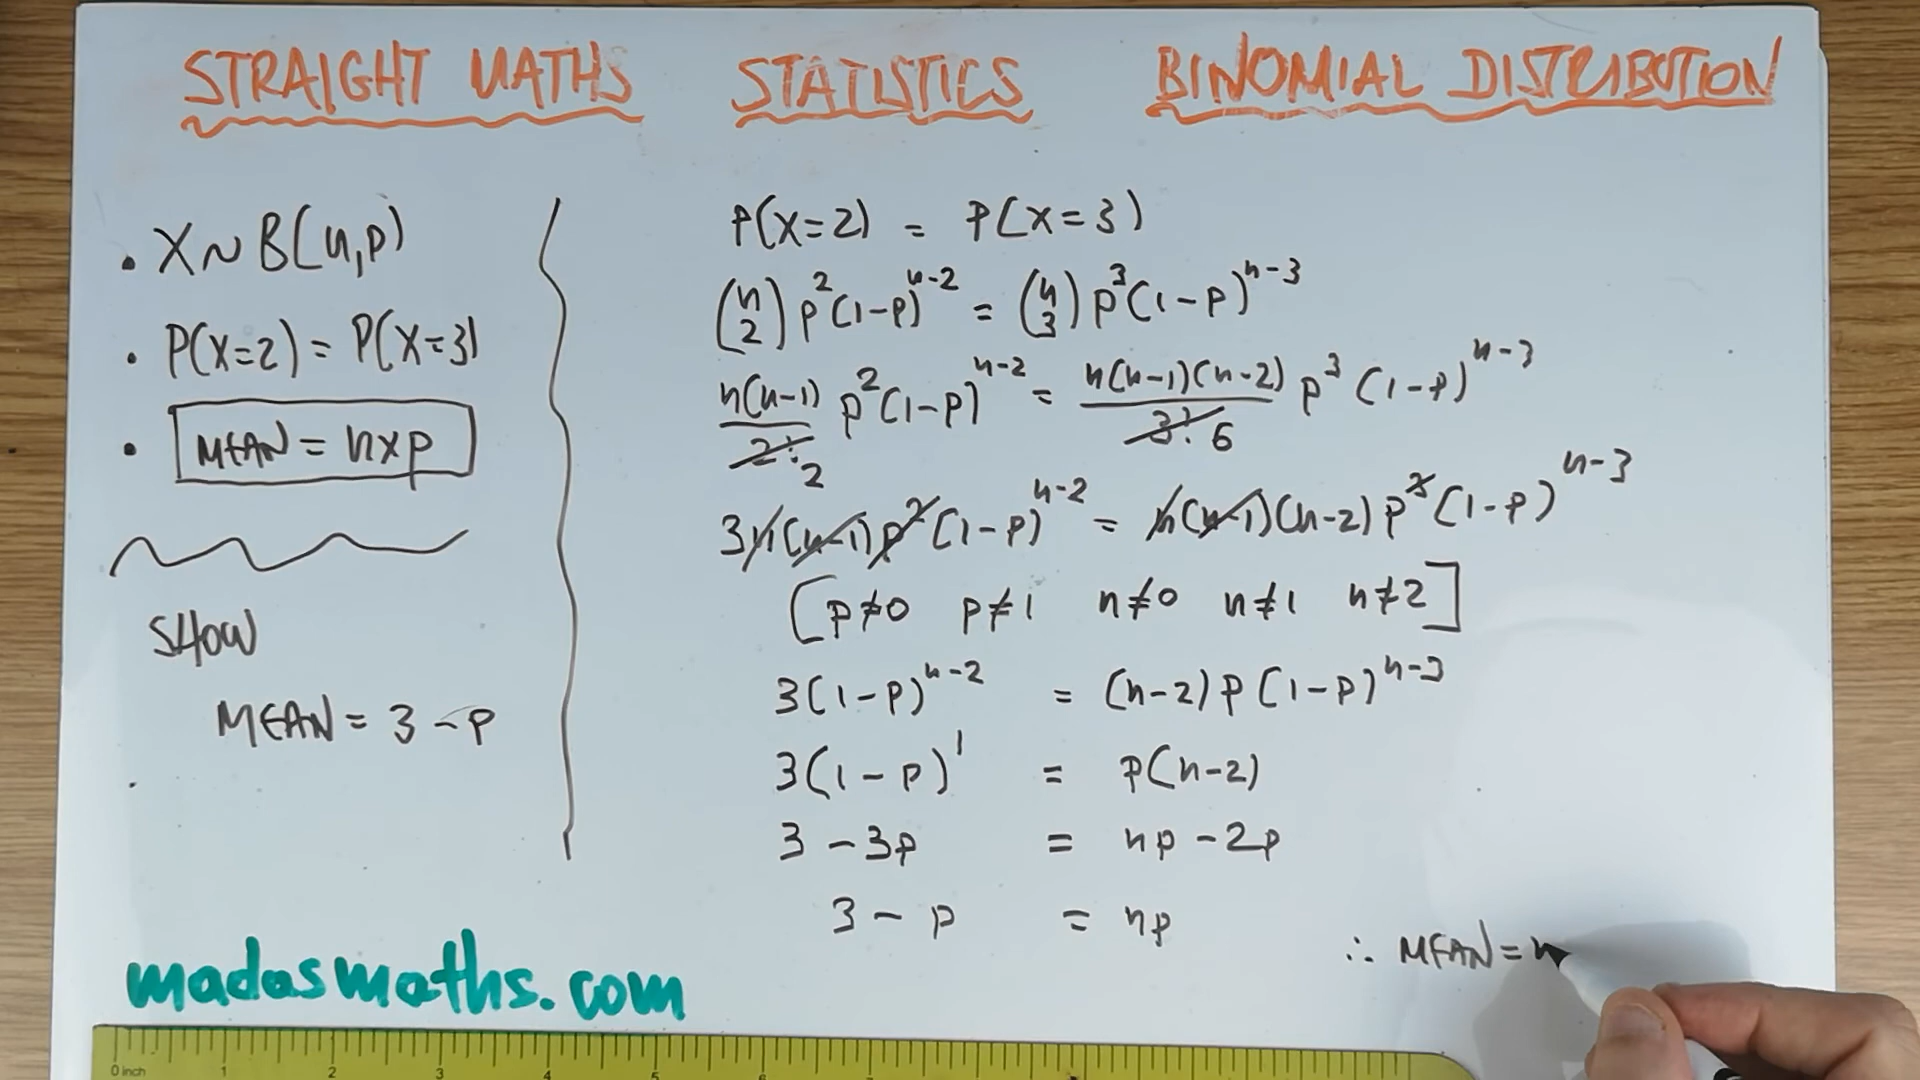 STRAIGHT MATHS STATISTICS BINOMIAL DISTRIBUTION
• X ~ B(n,p)
• P(X=2) = P(X=3)
• MEAN = n×p
SHOW
MEAN = 3 - p
P(X=2) = P(X=3)
(n 2) p²(1-p)ⁿ⁻² = (n 3) p³(1-p)ⁿ⁻³
n(n-1)/2! 2 p²(1-p)ⁿ⁻² = n(n-1)(n-2)/3! 6 p³(1-p)ⁿ⁻³
3n(n-1)p²(1-p)ⁿ⁻² = n(n-1)(n-2)p³(1-p)ⁿ⁻³
[p≠0 p≠1 n≠0 n≠1 n≠2]
3(1-p)ⁿ⁻² = (n-2)p(1-p)ⁿ⁻³
3(1-p)¹ = p(n-2)
3 - 3p = np - 2p
3 - p = np
∴ MEAN = n
madasmaths.com
0 inch 1 2 3 4 5 6